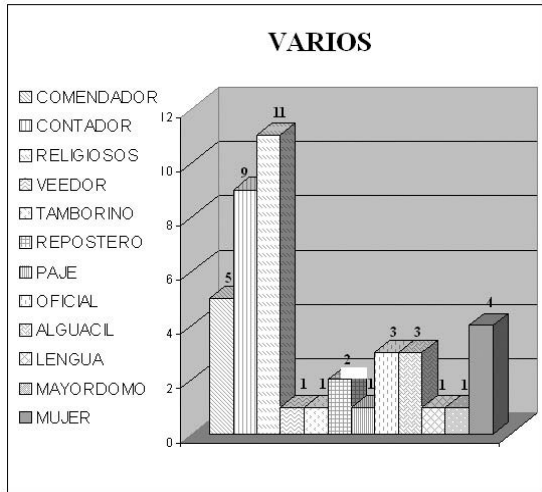 VARIOS
COMENDADOR
CONTADOR
RELIGIOSOS
VEEDOR
TAMBORINO
REPOSTERO
PAJE
OFICIAL
ALGUACIL
LENGUA
MAYORDOMO
MUJER
12
10
8
6
4
2
0
5
9
11
1
1
2
1
3
3
1
1
4